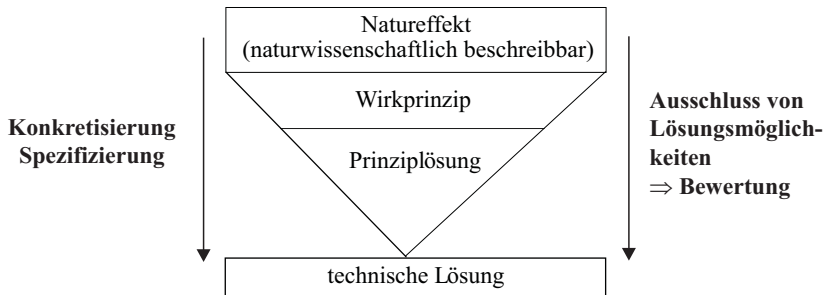 Natureffekt
(naturwissenschaftlich beschreibbar)
Wirkprinzip
Prinziplösung
technische Lösung
Konkretisierung
Spezifizierung
Ausschluss von
Lösungsmöglich-
keiten
⇒ Bewertung